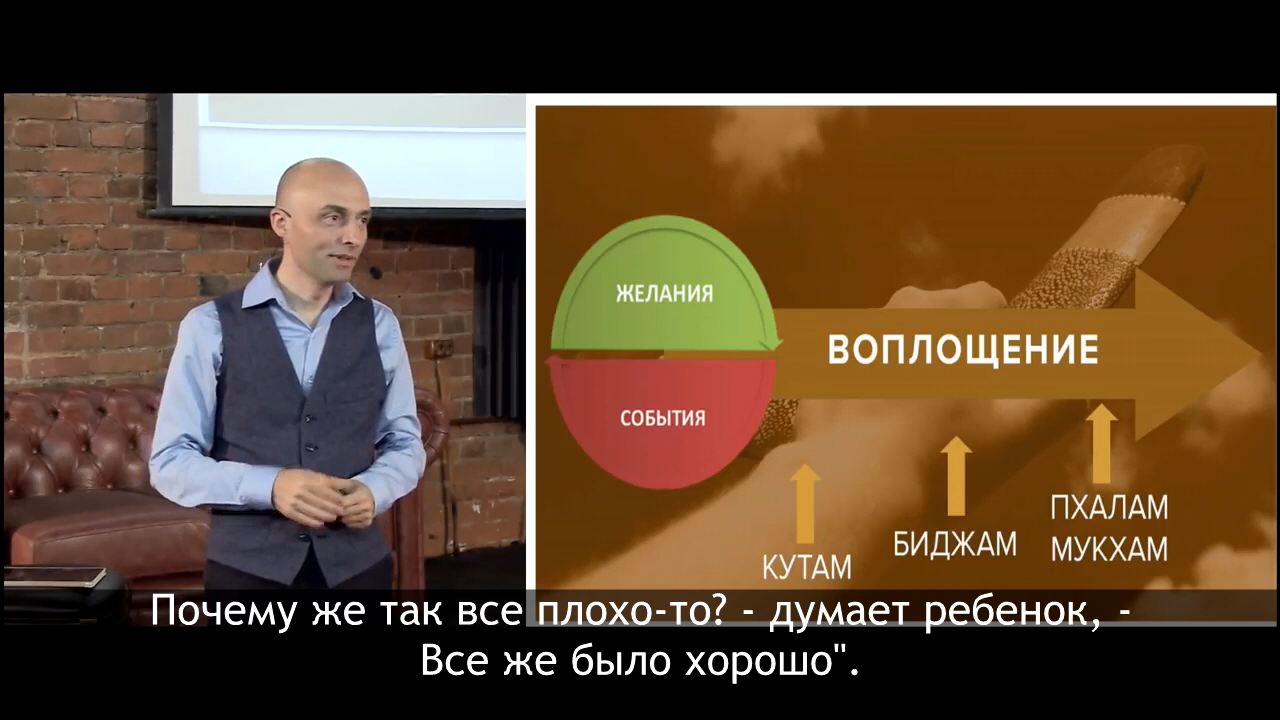 ЖЕЛАНИЯ
ВОПЛОЩЕНИЕ
СОБЫТИЯ
КУТАМ
БИДЖАМ
ПХАЛАМ
МУКХАМ
Почему же так все плохо-то? - думает ребенок, -
Все же было хорошо".